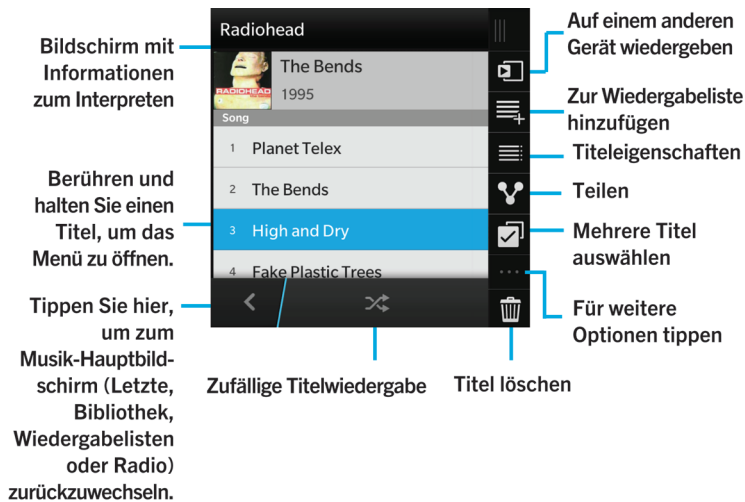 Bildschirm mit
Informationen
zum Interpreten
Berühren und
halten Sie einen
Titel, um das
Menü zu öffnen.
Tippen Sie hier,
um zum
Musik-Hauptbild-
schirm (Letzte,
Bibliothek,
Wiedergabelisten
oder Radio)
zurückzuwechseln.
Radiohead
RADIOHEAD
The Bends
1995
Song
1 Planet Telex
2 The Bends
3 High and Dry
4 Fake Plastic Trees
Zufällige Titelwiedergabe
Titel löschen
Auf einem anderen
Gerät wiedergeben
Zur Wiedergabeliste
hinzufügen
Titeleigenschaften
Teilen
Mehrere Titel
auswählen
Für weitere
Optionen tippen